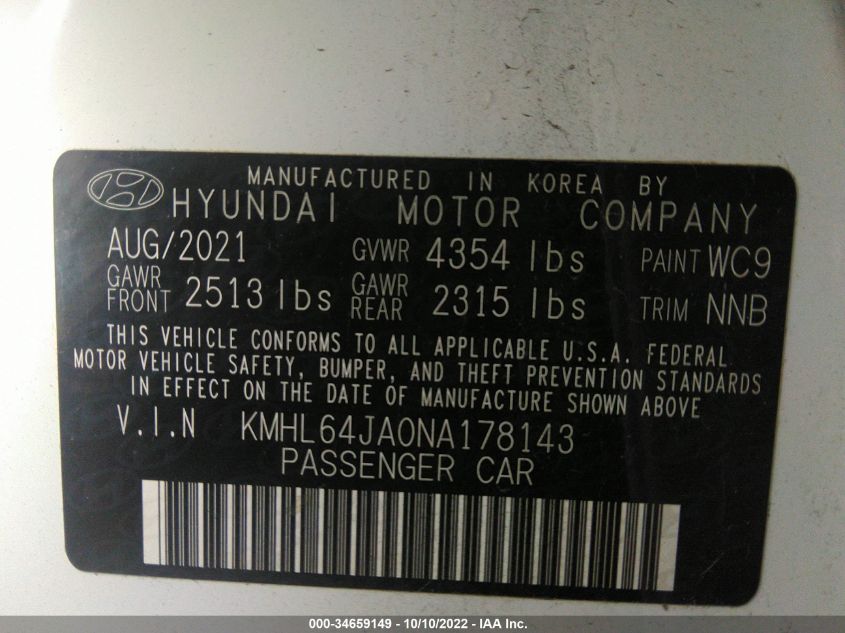 MANUFACTURED IN KOREA BY
HYUNDAI MOTOR COMPANY
AUG/2021 GVWR 4354 lbs PAINT WC9
GAWR FRONT 2513 lbs GAWR REAR 2315 lbs TRIM NNB
THIS VEHICLE CONFORMS TO ALL APPLICABLE U.S.A. FEDERAL
MOTOR VEHICLE SAFETY, BUMPER, AND THEFT PREVENTION STANDARDS
IN EFFECT ON THE DATE OF MANUFACTURE SHOWN ABOVE
V.I.N KMHL64JA0NA178143
PASSENGER CAR
000-34659149 - 10/10/2022 - IAA Inc.